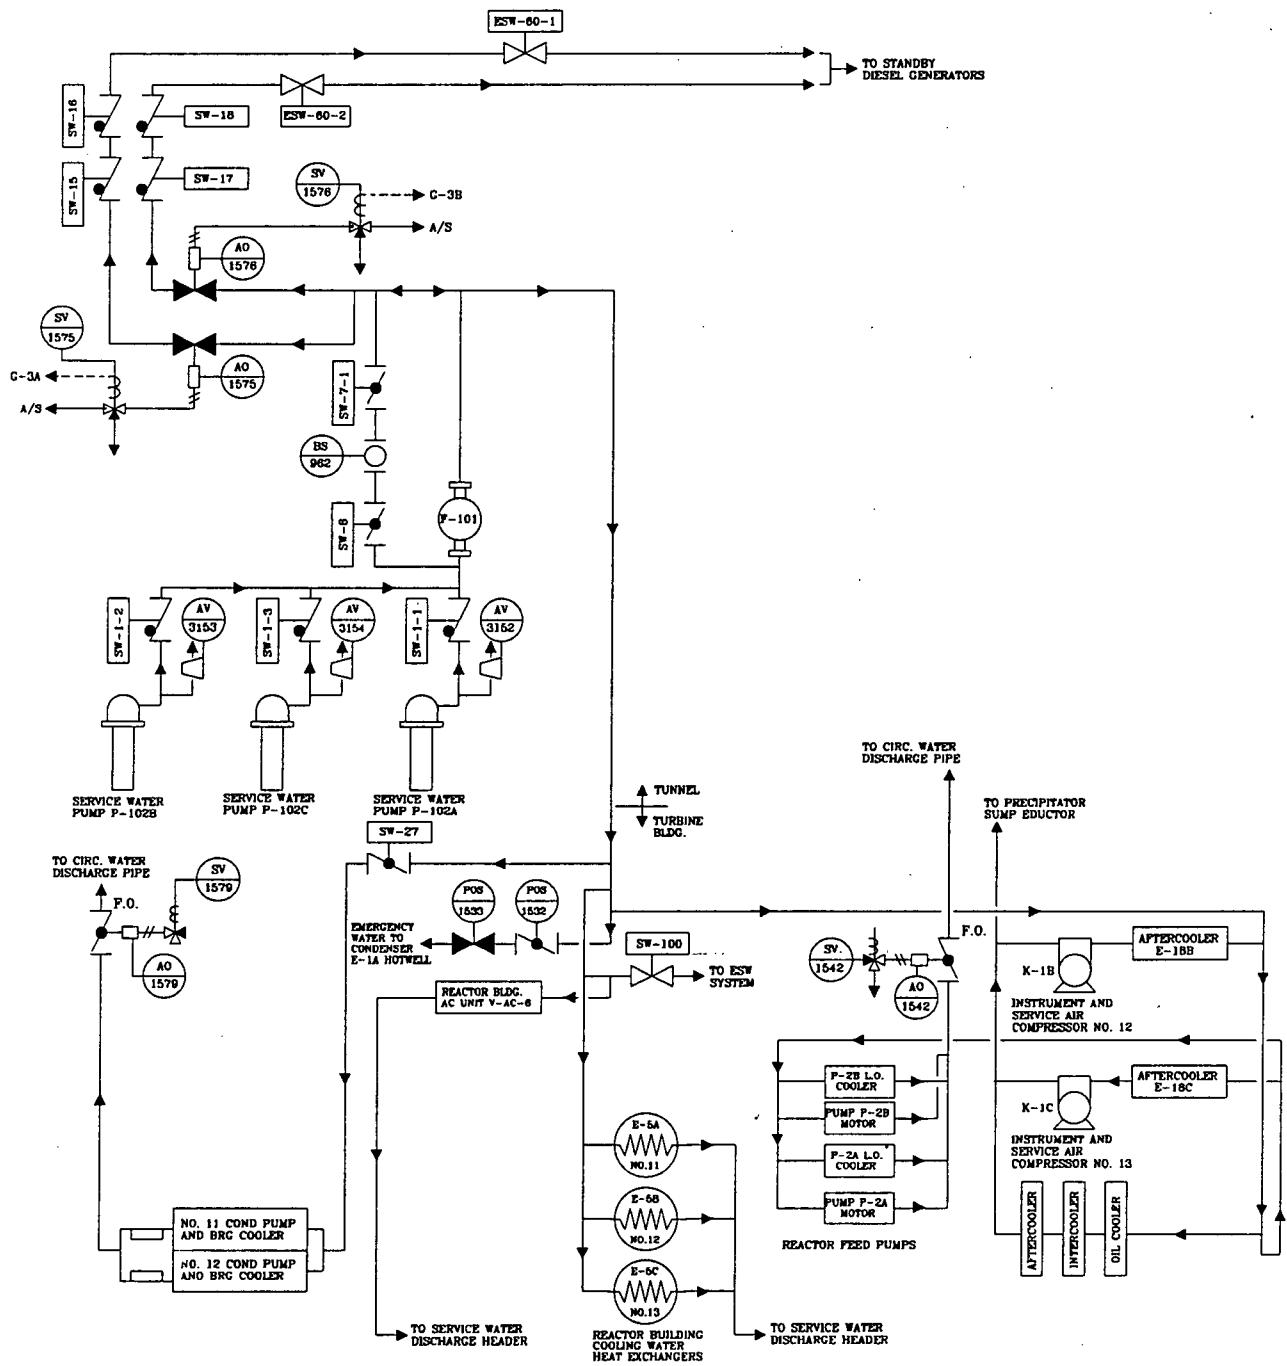 ESW-60-1
TO STANDBY
DIESEL GENERATORS
SW-16
SW-18
ESW-60-2
SW-15
SW-17
SV
1576
G-3B
A/S
AO
1576
SV
1575
G-3A
A/S
AO
1575
SW-7-1
BS
962
SW-8
F-101
SW-1-2
AV
3153
SW-1-3
AV
3154
SW-1-1
AV
3152
SERVICE WATER
PUMP P-102B
SERVICE WATER
PUMP P-102C
SERVICE WATER
PUMP P-102A
TUNNEL
TURBINE
BLDG.
TO CIRC. WATER
DISCHARGE PIPE
TO PRECIPITATOR
SUMP EDUCTOR
SW-27
TO CIRC. WATER
DISCHARGE PIPE
F.O.
SV
1579
AO
1579
POS
1533
POS
1532
EMERGENCY
WATER TO
CONDENSER
E-1A HOTWELL
SW-100
TO ESW
SYSTEM
REACTOR BLDG.
AC UNIT V-AC-6
SV.
1542
F.O.
AO
1542
K-1B
AFTERCOOLER
E-18B
INSTRUMENT AND
SERVICE AIR
COMPRESSOR NO. 12
P-2B L.O.
COOLER
PUMP P-2B
MOTOR
P-2A L.O.
COOLER
PUMP P-2A
MOTOR
REACTOR FEED PUMPS
K-1C
AFTERCOOLER
E-18C
INSTRUMENT AND
SERVICE AIR
COMPRESSOR NO. 13
AFTERCOOLER
INTERCOOLER
OIL COOLER
E-5A
NO.11
E-5B
NO.12
E-5C
NO.13
NO. 11 COND PUMP
AND BRG COOLER
NO. 12 COND PUMP
AND BRG COOLER
TO SERVICE WATER
DISCHARGE HEADER
REACTOR BUILDING
COOLING WATER
HEAT EXCHANGERS
TO SERVICE WATER
DISCHARGE HEADER